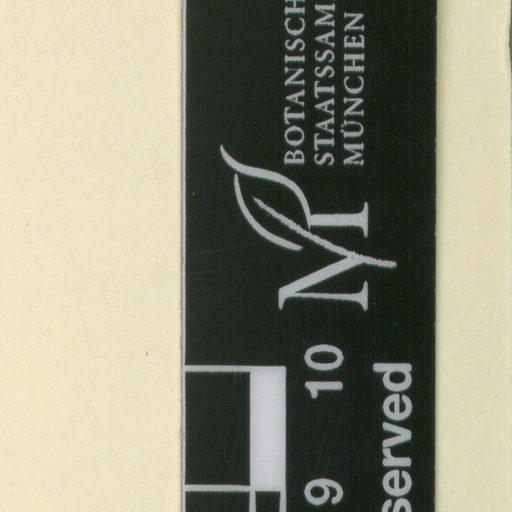 BOTANISCH
STAATSSAM
MÜNCHEN
M
9 10
served